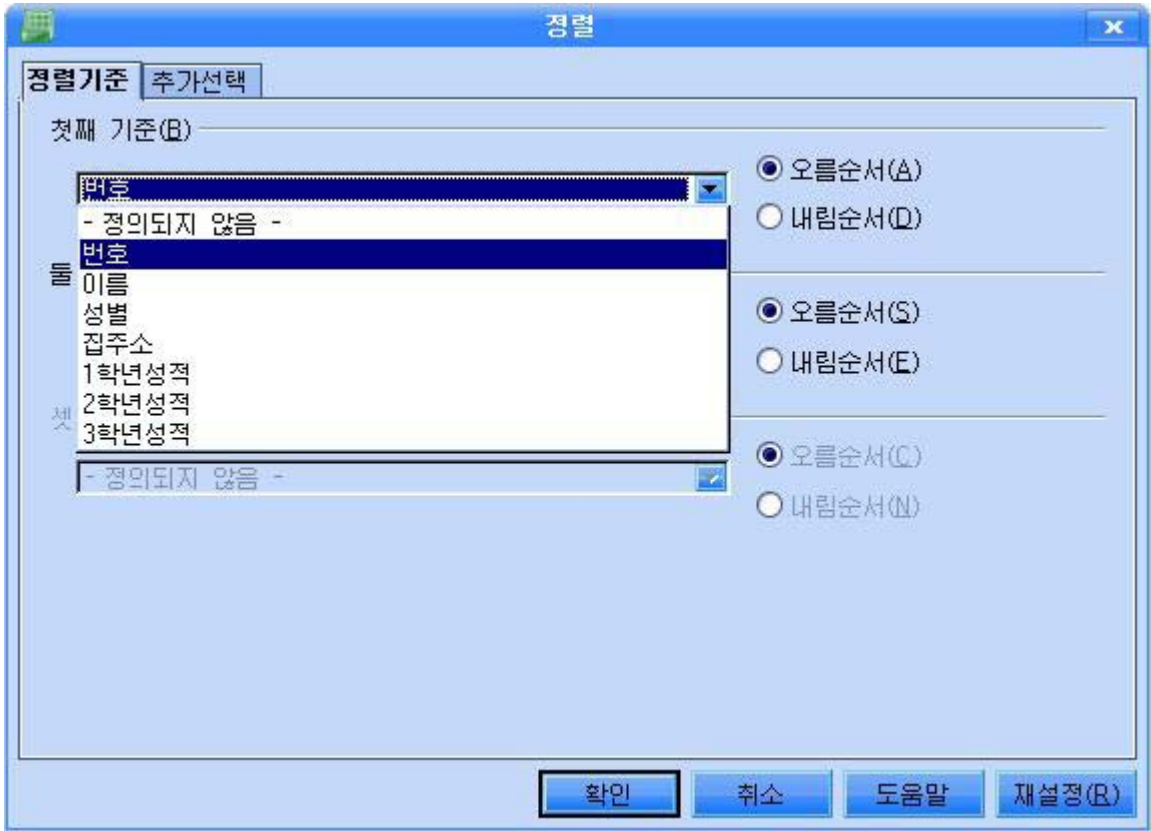 정렬
정렬기준 추가선택
첫째 기준(B)
번호
오름순서(A)
- 정의되지 않음 -
내림순서(D)
번호
둘
이름
성별
오름순서(S)
집주소
내림순서(E)
1학년성적
2학년성적
셋
3학년성적
오름순서(C)
- 정의되지 않음 -
내림순서(N)
확인 취소 도움말 재설정(R)